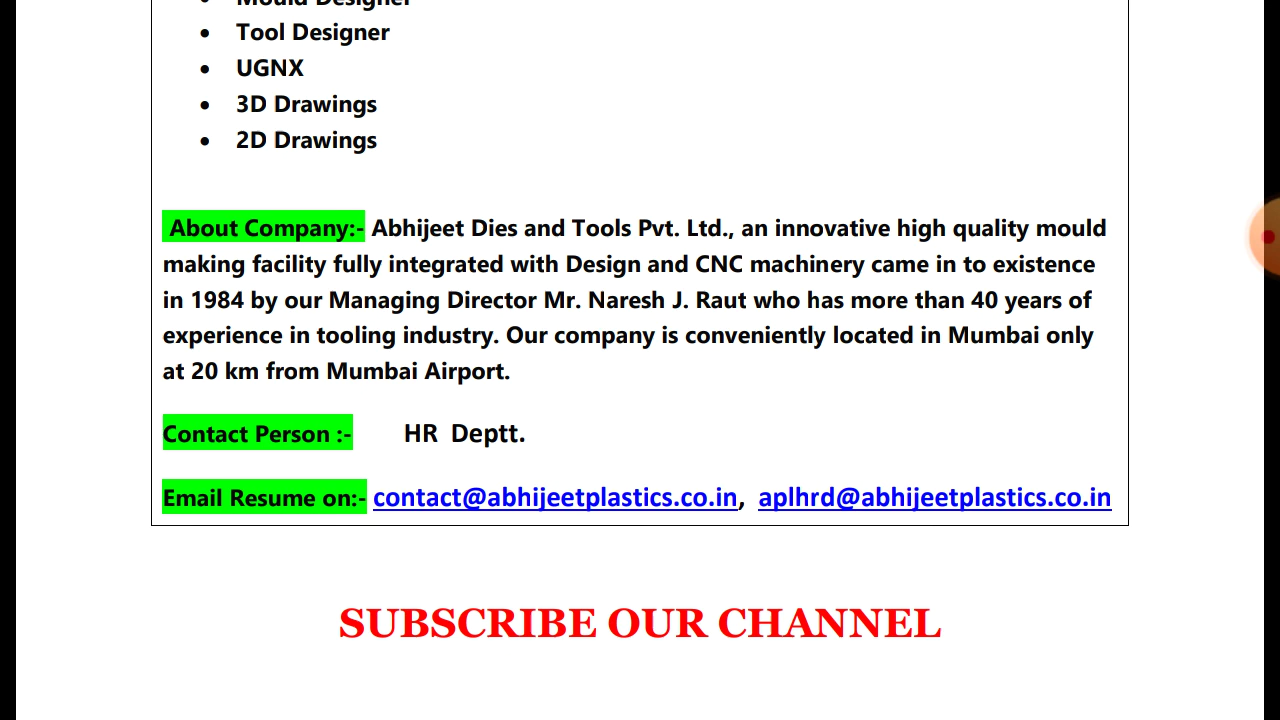 Mould Designer
• Tool Designer
• UGNX
• 3D Drawings
• 2D Drawings
About Company:- Abhijeet Dies and Tools Pvt. Ltd., an innovative high quality mould
making facility fully integrated with Design and CNC machinery came in to existence
in 1984 by our Managing Director Mr. Naresh J. Raut who has more than 40 years of
experience in tooling industry. Our company is conveniently located in Mumbai only
at 20 km from Mumbai Airport.
Contact Person :- HR Deptt.
Email Resume on:- contact@abhijeetplastics.co.in, aplhrd@abhijeetplastics.co.in
SUBSCRIBE OUR CHANNEL